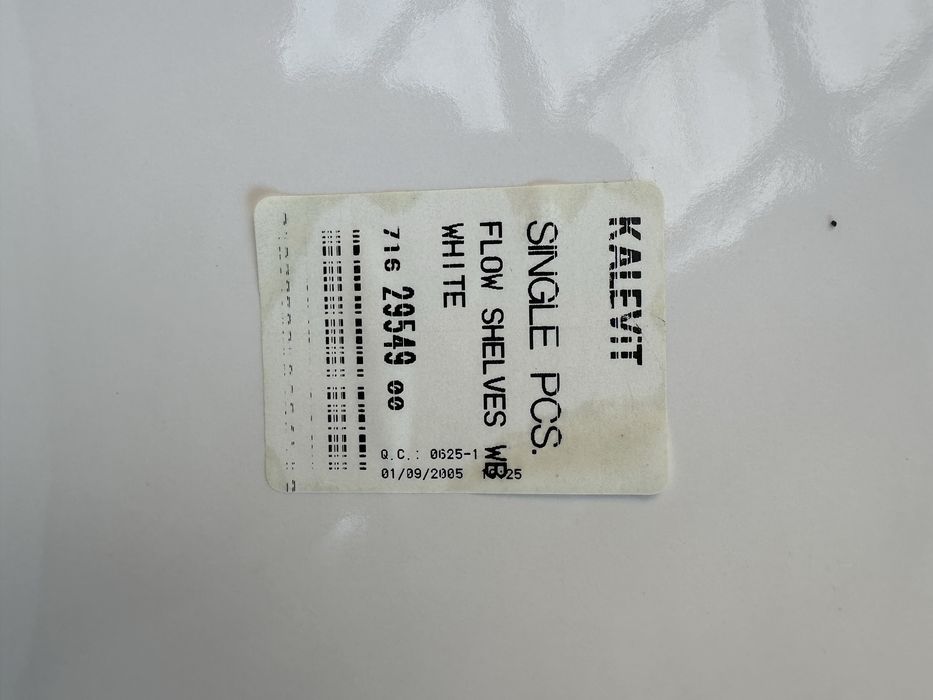 KALEVIT
SINGLE PCS.
FLOW SHELVES WB
WHITE
716 29549 00
Q.C.: 0625-1
01/09/2005